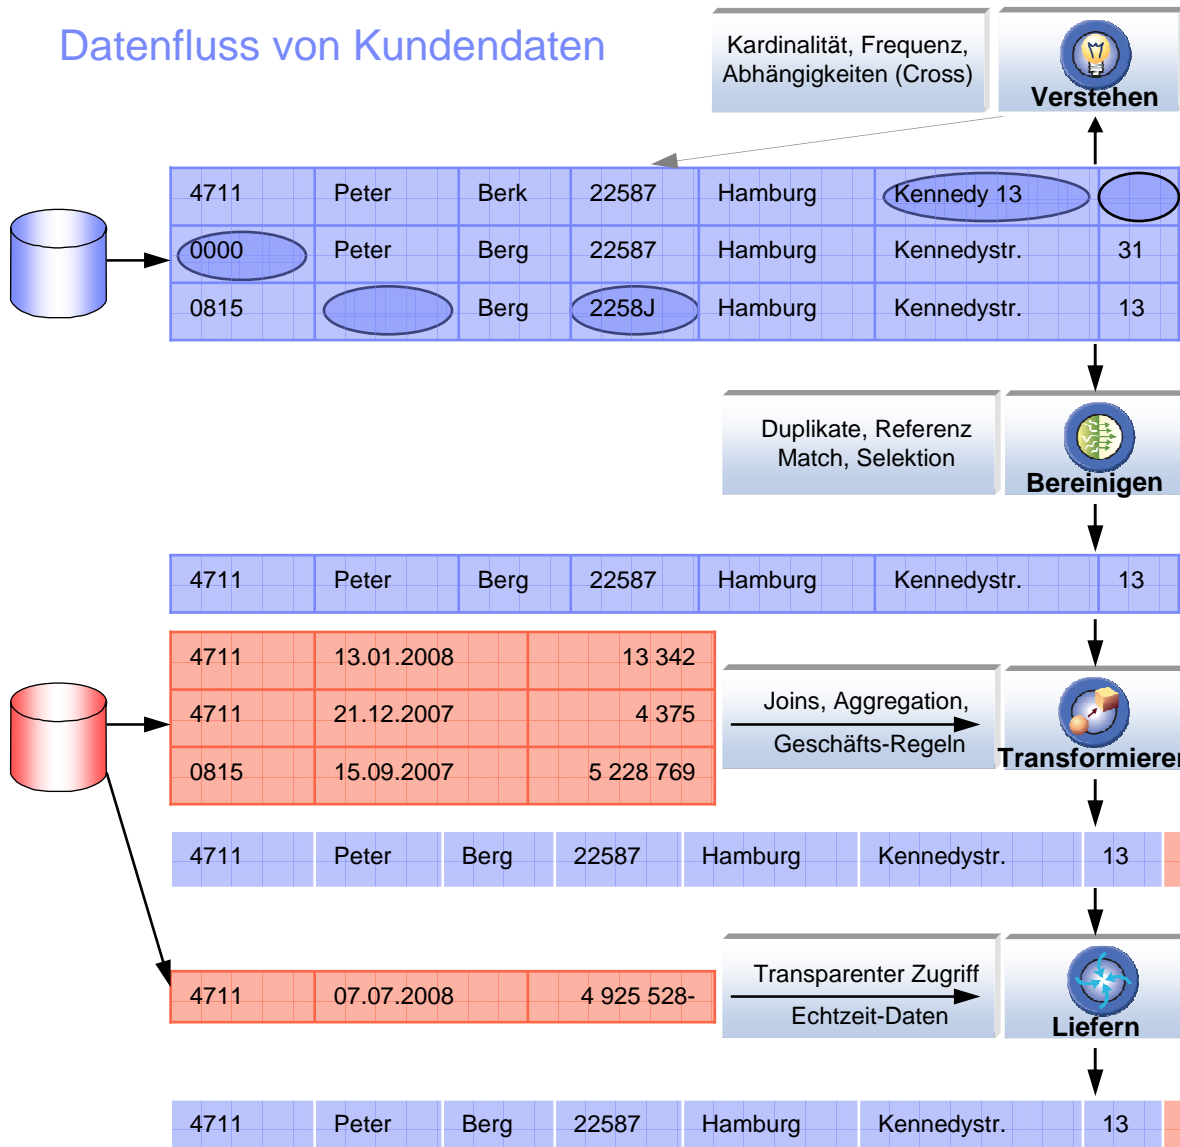 Datenfluss von Kundendaten
Kardinalität, Frequenz,
Abhängigkeiten (Cross)
Verstehen
4711 Peter Berk 22587 Hamburg Kennedy 13
0000 Peter Berg 22587 Hamburg Kennedystr. 31
0815 Berg 2258J Hamburg Kennedystr. 13
Duplikate, Referenz
Match, Selektion
Bereinigen
4711 Peter Berg 22587 Hamburg Kennedystr. 13
4711 13.01.2008 13 342
4711 21.12.2007 4 375
0815 15.09.2007 5 228 769
Joins, Aggregation,
Geschäfts-Regeln
Transformieren
4711 Peter Berg 22587 Hamburg Kennedystr. 13
4711 07.07.2008 4 925 528-
Transparenter Zugriff
Echtzeit-Daten
Liefern
4711 Peter Berg 22587 Hamburg Kennedystr. 13